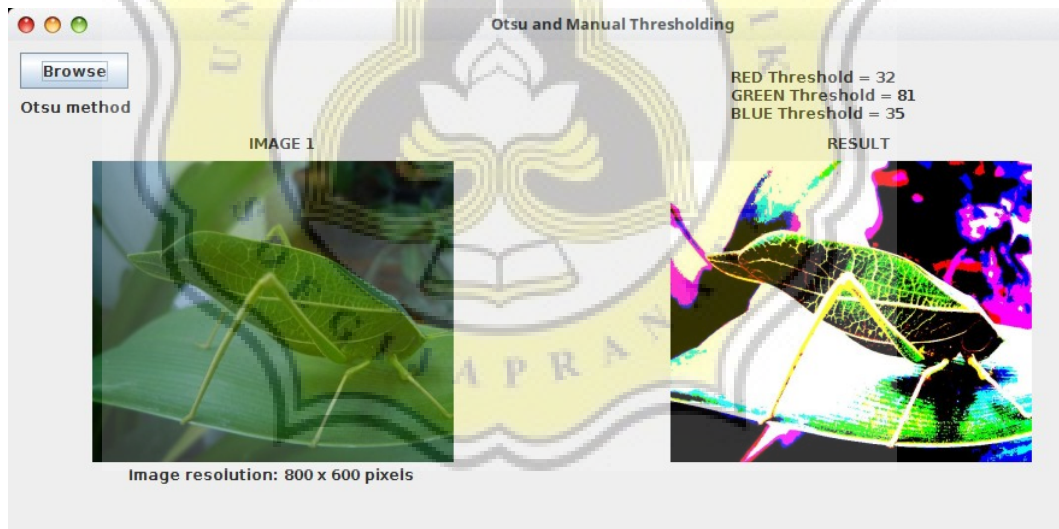 Otsu and Manual Thresholding
Browse
Otsu method
RED Threshold = 32
GREEN Threshold = 81
BLUE Threshold = 35
IMAGE 1
RESULT
Image resolution: 800 x 600 pixels